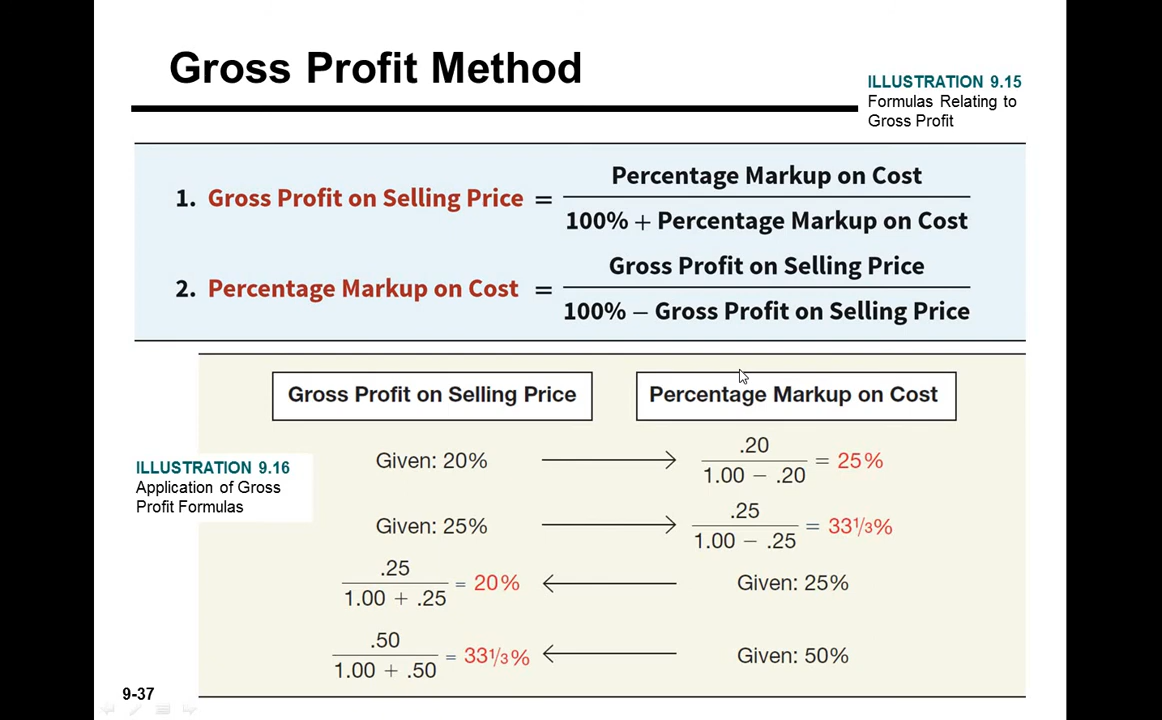 Gross Profit Method
ILLUSTRATION 9.15
Formulas Relating to
Gross Profit
1. Gross Profit on Selling Price = Percentage Markup on Cost / 100% + Percentage Markup on Cost
2. Percentage Markup on Cost = Gross Profit on Selling Price / 100% − Gross Profit on Selling Price
Gross Profit on Selling Price
Percentage Markup on Cost
ILLUSTRATION 9.16
Application of Gross
Profit Formulas
Given: 20% → .20 / 1.00 − .20 = 25%
Given: 25% → .25 / 1.00 − .25 = 33 1/3%
.25 / 1.00 + .25 = 20% ← Given: 25%
.50 / 1.00 + .50 = 33 1/3% ← Given: 50%
9-37